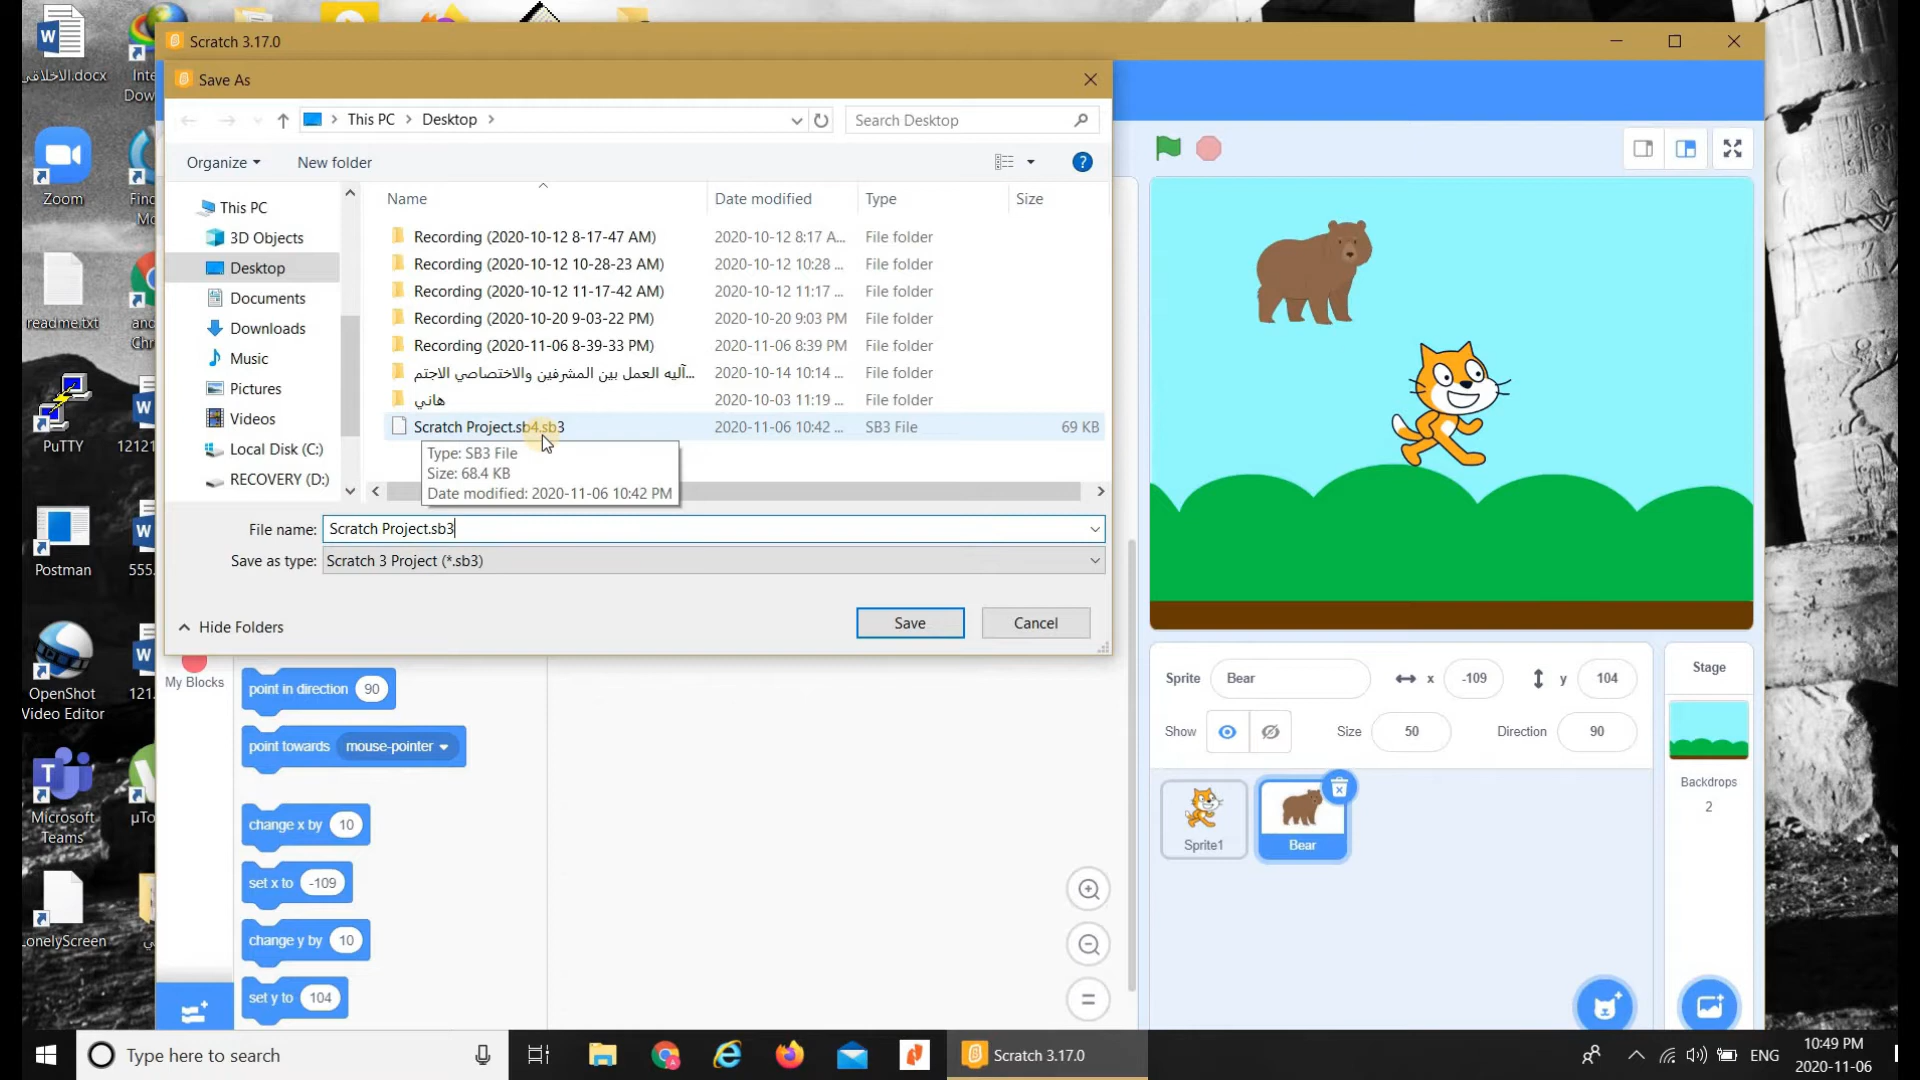 Scratch 3.17.0
Save As
This PC
Desktop
Search Desktop
Organize
New folder
?
Name
Date modified
Type
Size
This PC
3D Objects
Desktop
Documents
Downloads
Music
Pictures
Videos
Local Disk (C:)
RECOVERY (D:)
Recording (2020-10-12 8-17-47 AM) 2020-10-12 8:17 A... File folder
Recording (2020-10-12 10-28-23 AM) 2020-10-12 10:28 ... File folder
Recording (2020-10-12 11-17-42 AM) 2020-10-12 11:17 ... File folder
Recording (2020-10-20 9-03-22 PM) 2020-10-20 9:03 PM File folder
Recording (2020-11-06 8-39-33 PM) 2020-11-06 8:39 PM File folder
آليه العمل بين المشرفين والاختصاصي الاجتم... 2020-10-14 10:14 ... File folder
هاني 2020-10-03 11:19 ... File folder
Scratch Project.sb4.sb3 2020-11-06 10:42 ... SB3 File 69 KB
Type: SB3 File
Size: 68.4 KB
Date modified: 2020-11-06 10:42 PM
File name: Scratch Project.sb3
Save as type: Scratch 3 Project (*.sb3)
Hide Folders
Save
Cancel
My Blocks
point in direction 90
point towards mouse-pointer
change x by 10
set x to -109
change y by 10
set y to 104
Sprite Bear x -109 y 104
Show Size 50 Direction 90
Sprite1
Bear
Stage
Backdrops
2
الاخلاقى.docx
Inte
Dow
Zoom
Finc
Mc
readme.txt
and
Chr
PuTTY
12121
Postman
555.
OpenShot
Video Editor
121.
Microsoft
Teams
µTo
LonelyScreen
Type here to search
Scratch 3.17.0
ENG
10:49 PM
2020-11-06